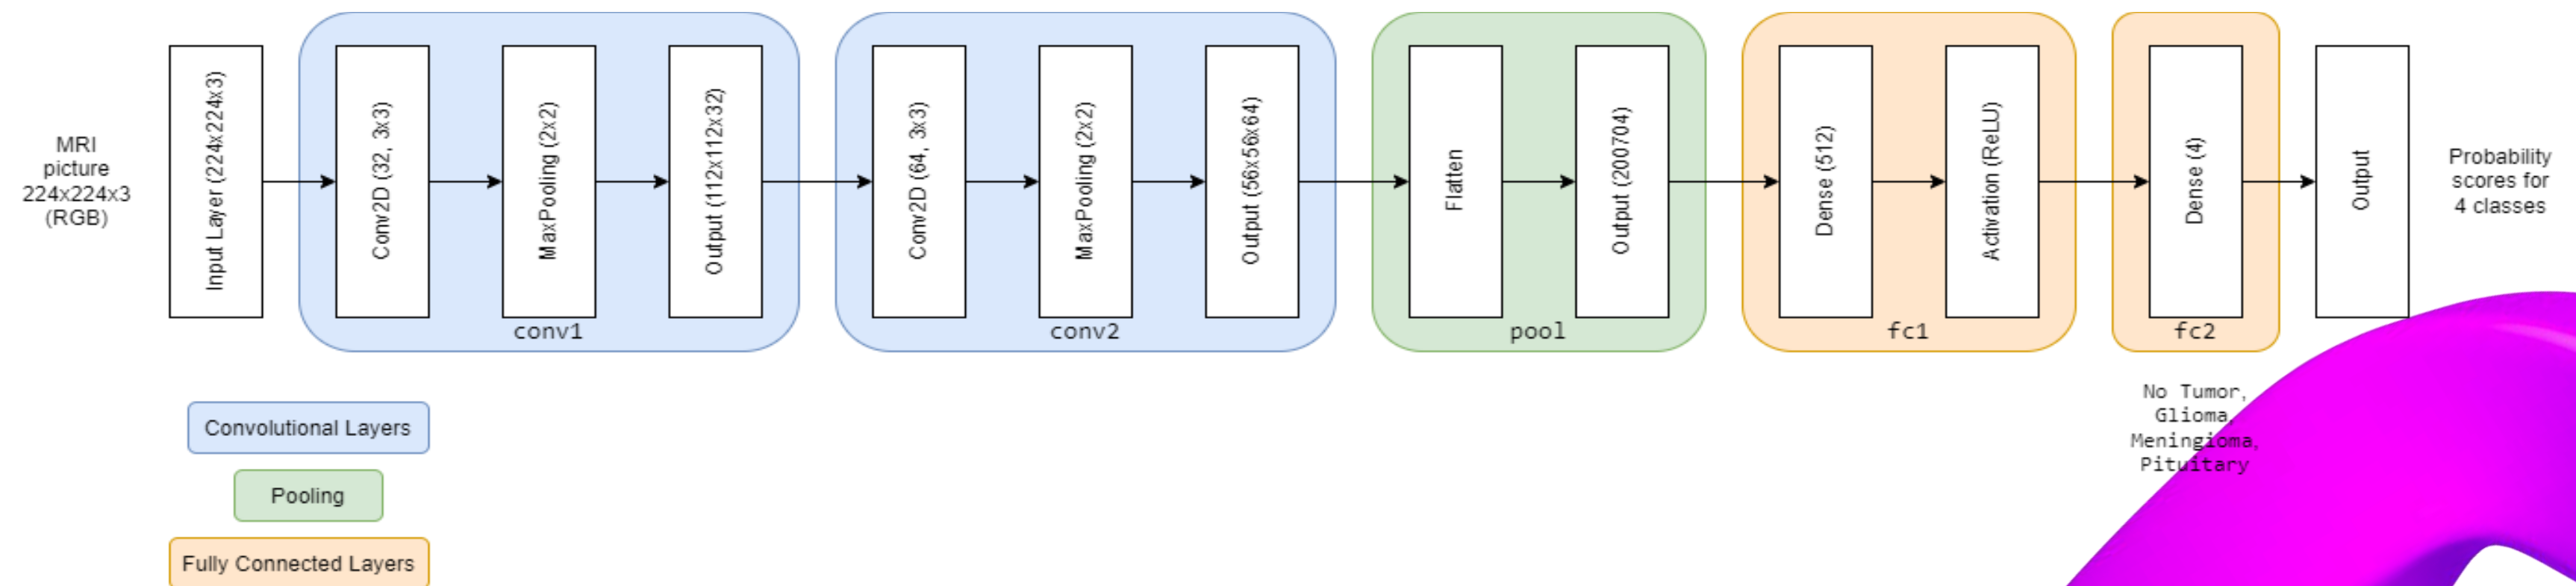 MRI
picture
224x224x3
(RGB)
Input Layer (224x224x3)
Conv2D (32, 3x3)
MaxPooling (2x2)
Output (112x112x32)
conv1
Conv2D (64, 3x3)
MaxPooling (2x2)
Output (56x56x64)
conv2
Flatten
Output (200704)
pool
Dense (512)
Activation (ReLU)
fc1
Dense (4)
fc2
Output
Probability
scores for
4 classes
No Tumor,
Glioma,
Meningioma,
Pituitary
Convolutional Layers
Pooling
Fully Connected Layers